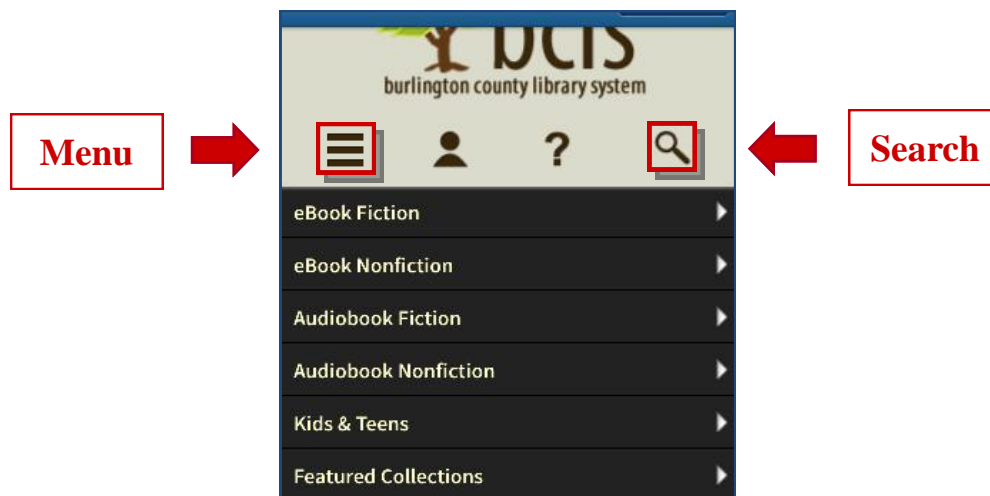 bcls
burlington county library system
Menu
?
Search
eBook Fiction
eBook Nonfiction
Audiobook Fiction
Audiobook Nonfiction
Kids & Teens
Featured Collections